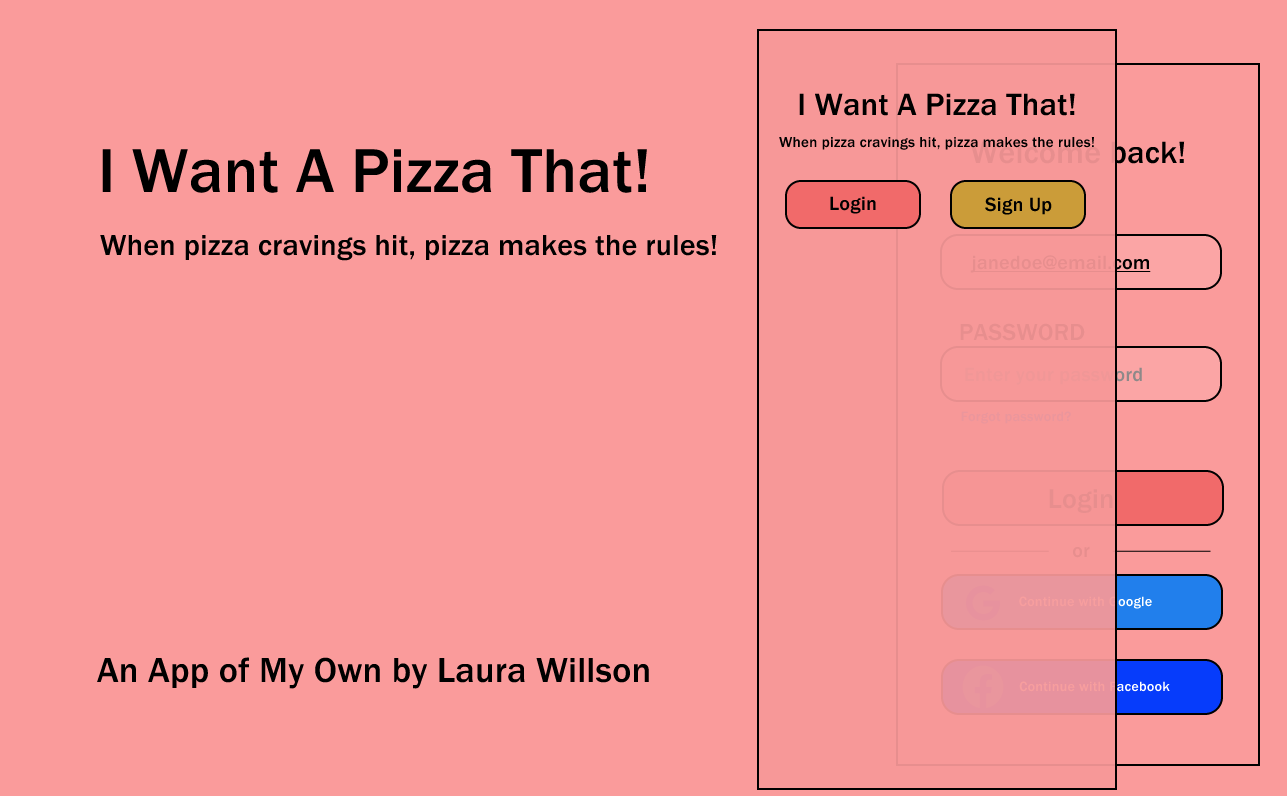 I Want A Pizza That!
When pizza cravings hit, pizza makes the rules!
An App of My Own by Laura Willson
I Want A Pizza That!
When pizza cravings hit, pizza makes the rules!
Login
Sign Up
Welcome back!
janedoe@email.com
PASSWORD
Enter your password
Forgot password?
Login
or
Continue with Google
Continue with Facebook